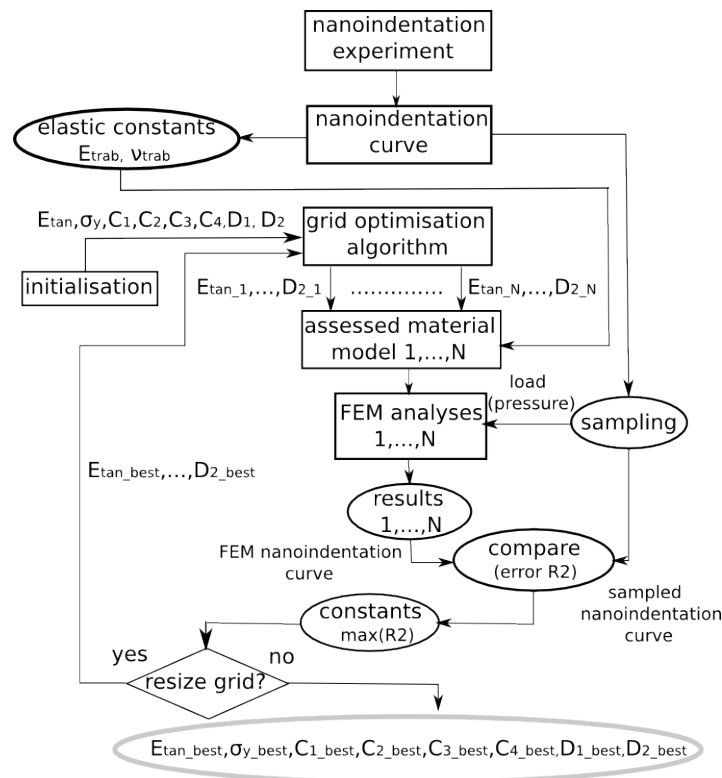 nanoindentation
experiment
nanoindentation
curve
elastic constants
Etrab, νtrab
Etan,σy,C1,C2,C3,C4,D1, D2
grid optimisation
algorithm
initialisation
Etan_1,...,D2_1
..............
Etan_N,...,D2_N
assessed material
model 1,...,N
load
(pressure)
FEM analyses
1,...,N
sampling
Etan_best,...,D2_best
results
1,...,N
FEM nanoindentation
curve
compare
(error R2)
sampled
nanoindentation
curve
constants
max(R2)
yes
no
resize grid?
Etan_best,σy_best,C1_best,C2_best,C3_best,C4_best,D1_best,D2_best